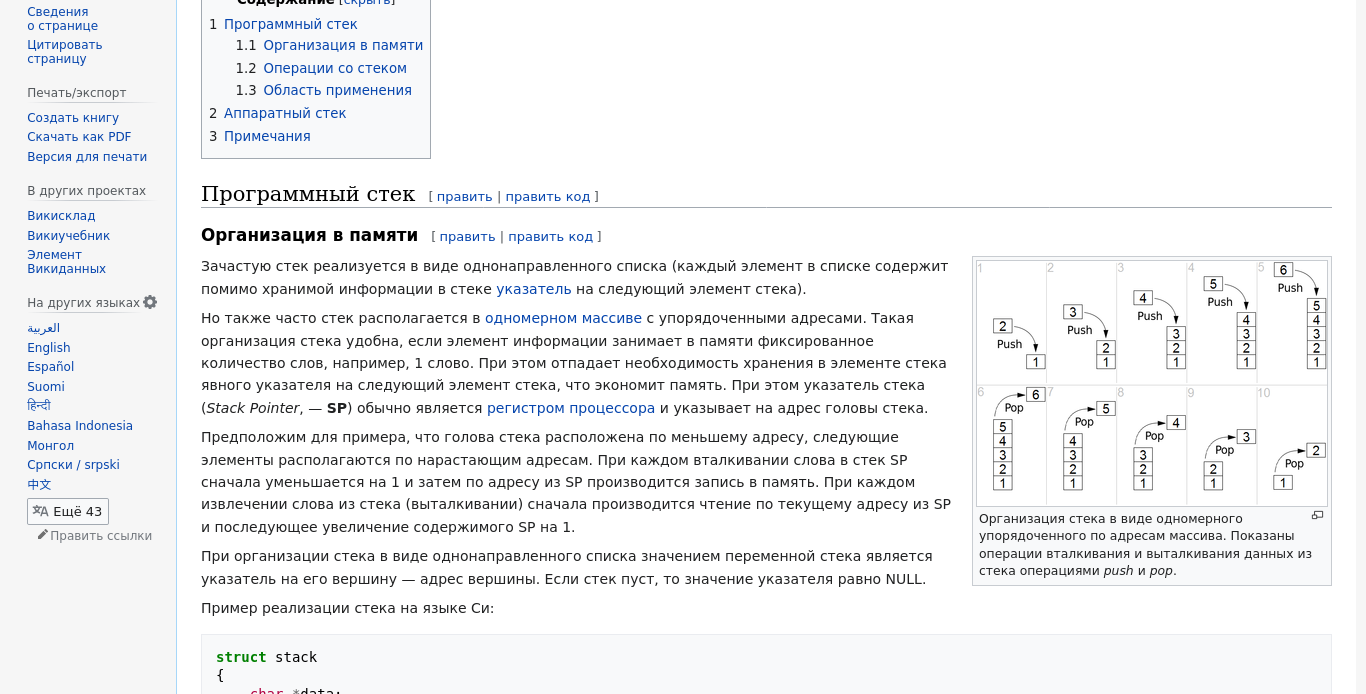 Сведения
о странице
Цитировать
страницу
Печать/экспорт
Создать книгу
Скачать как PDF
Версия для печати
В других проектах
Викисклад
Викиучебник
Элемент
Викиданных
На других языках
العربية
English
Español
Suomi
हिन्दी
Bahasa Indonesia
Монгол
Српски / srpski
中文
Ещё 43
Править ссылки
Содержание [скрыть]
1 Программный стек
1.1 Организация в памяти
1.2 Операции со стеком
1.3 Область применения
2 Аппаратный стек
3 Примечания
Программный стек [ править | править код ]
Организация в памяти [ править | править код ]
Зачастую стек реализуется в виде однонаправленного списка (каждый элемент в списке содержит
помимо хранимой информации в стеке указатель на следующий элемент стека).
Но также часто стек располагается в одномерном массиве с упорядоченными адресами. Такая
организация стека удобна, если элемент информации занимает в памяти фиксированное
количество слов, например, 1 слово. При этом отпадает необходимость хранения в элементе стека
явного указателя на следующий элемент стека, что экономит память. При этом указатель стека
(Stack Pointer, — SP) обычно является регистром процессора и указывает на адрес головы стека.
Предположим для примера, что голова стека расположена по меньшему адресу, следующие
элементы располагаются по нарастающим адресам. При каждом вталкивании слова в стек SP
сначала уменьшается на 1 и затем по адресу из SP производится запись в память. При каждом
извлечении слова из стека (выталкивании) сначала производится чтение по текущему адресу из SP
и последующее увеличение содержимого SP на 1.
При организации стека в виде однонаправленного списка значением переменной стека является
указатель на его вершину — адрес вершины. Если стек пуст, то значение указателя равно NULL.
Пример реализации стека на языке Си:
struct stack
{
char *data;
1 2 3 4 5
2 Push 1
3 Push 2 1
4 Push 3 2 1
5 Push 4 3 2 1
6 Push 5 4 3 2 1
6 7 8 9 10
6 Pop 5 4 3 2 1
5 Pop 4 3 2 1
4 Pop 3 2 1
3 Pop 2 1
2 Pop 1
Организация стека в виде одномерного
упорядоченного по адресам массива. Показаны
операции вталкивания и выталкивания данных из
стека операциями push и pop.